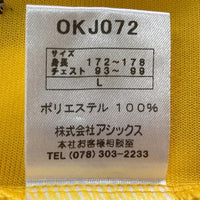 OKJ072
サイズ
身長 172~178
チェスト 93~99
L
ポリエステル 100%
株式会社アシックス
本社お客様相談室
TEL (078) 303-2233